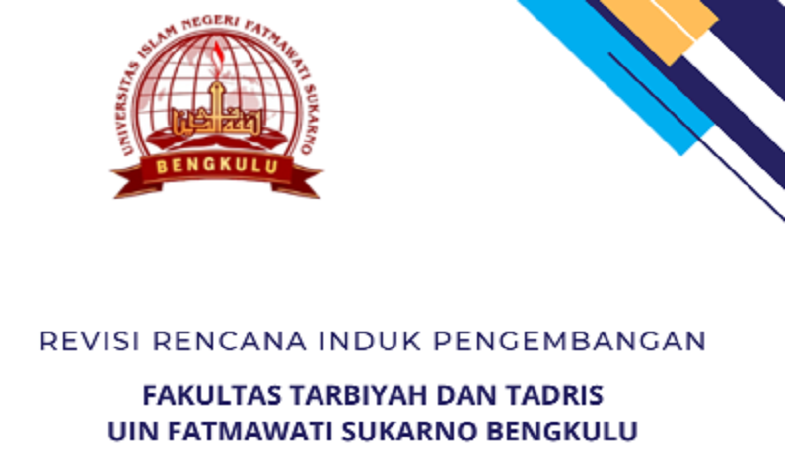 UNIVERSITAS ISLAM NEGERI FATMAWATI SUKARNO
BENGKULU
REVISI RENCANA INDUK PENGEMBANGAN
FAKULTAS TARBIYAH DAN TADRIS
UIN FATMAWATI SUKARNO BENGKULU